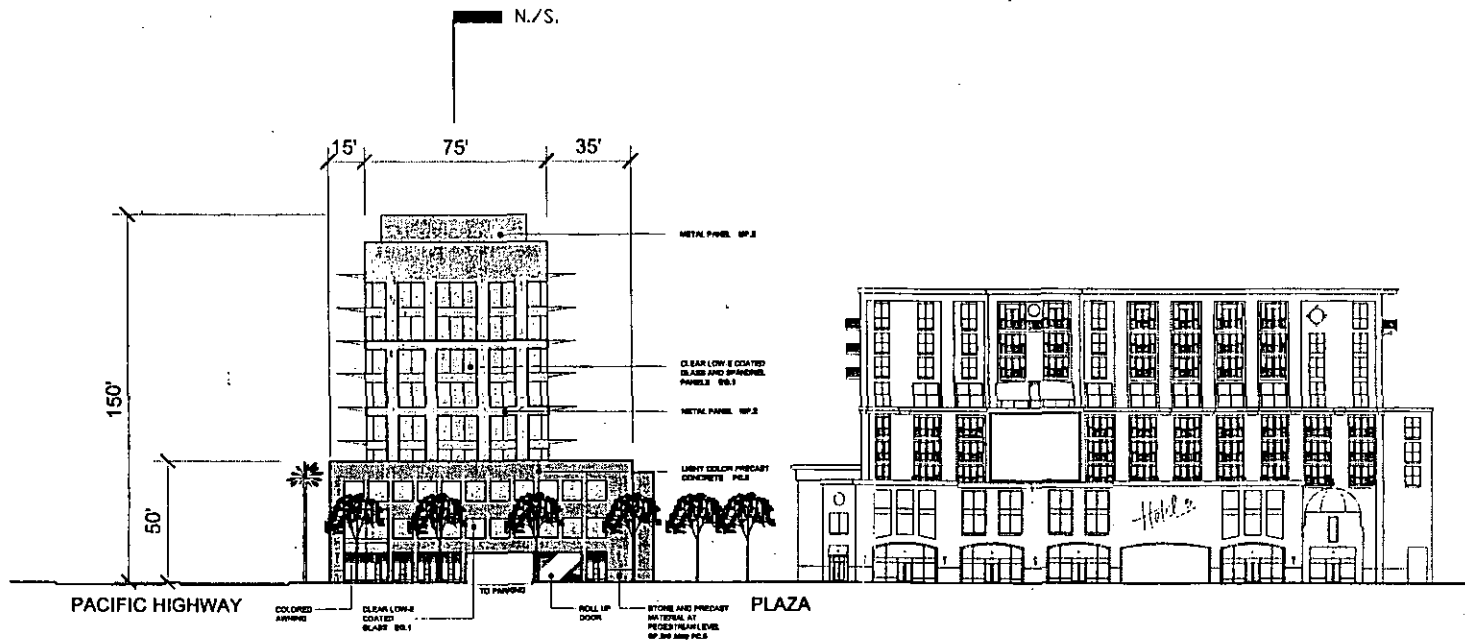 N./S.
15'
75'
35'
METAL PANEL
150'
CLEAR LOW-E COATED
GLASS AND SPANDREL
PANELS
METAL PANEL
LIGHT COLOR PRECAST
CONCRETE
50'
Hotel
PACIFIC HIGHWAY
COLORED
AWNING
CLEAR LOW-E
COATED
GLASS
TO PARKING
ROLL UP
DOOR
STONE AND PRECAST
MATERIAL AT
PEDESTRIAN LEVEL
PLAZA